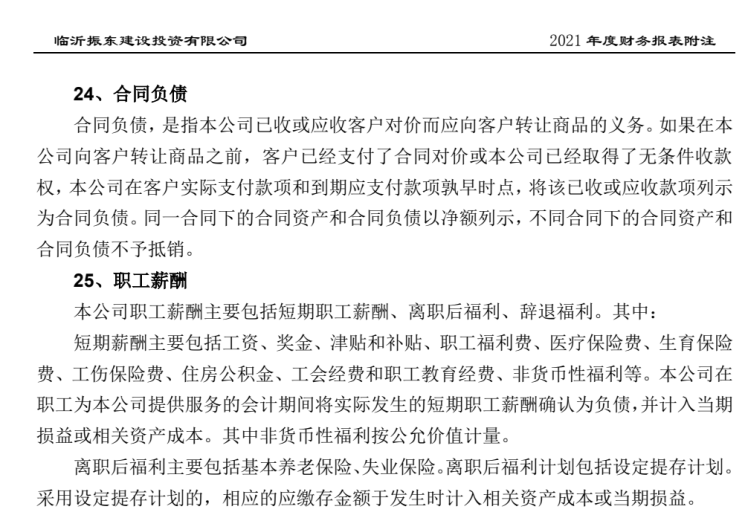 临沂振东建设投资有限公司 2021 年度财务报表附注
24、合同负债
合同负债，是指本公司已收或应收客户对价而应向客户转让商品的义务。如果在本
公司向客户转让商品之前，客户已经支付了合同对价或本公司已经取得了无条件收款
权，本公司在客户实际支付款项和到期应支付款项孰早时点，将该已收或应收款项列示
为合同负债。同一合同下的合同资产和合同负债以净额列示，不同合同下的合同资产和
合同负债不予抵销。
25、职工薪酬
本公司职工薪酬主要包括短期职工薪酬、离职后福利、辞退福利。其中：
短期薪酬主要包括工资、奖金、津贴和补贴、职工福利费、医疗保险费、生育保险
费、工伤保险费、住房公积金、工会经费和职工教育经费、非货币性福利等。本公司在
职工为本公司提供服务的会计期间将实际发生的短期职工薪酬确认为负债，并计入当期
损益或相关资产成本。其中非货币性福利按公允价值计量。
离职后福利主要包括基本养老保险、失业保险。离职后福利计划包括设定提存计划。
采用设定提存计划的，相应的应缴存金额于发生时计入相关资产成本或当期损益。